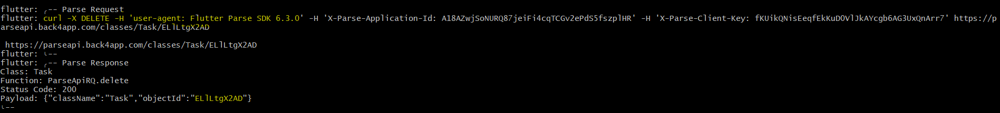 flutter: ╭-- Parse Request
flutter: curl -X DELETE -H 'user-agent: Flutter Parse SDK 6.3.0' -H 'X-Parse-Application-Id: A18AZwjSoNURQ87jeiFi4cqTCGv2ePdS5fszplHR' -H 'X-Parse-Client-Key: fKUikQNisEeqfEkKuD0VlJkAYcgb6AG3UxQnArr7' https://p
arseapi.back4app.com/classes/Task/ELlLtgX2AD
 https://parseapi.back4app.com/classes/Task/ELlLtgX2AD
flutter: ╰--
flutter: ╭-- Parse Response
Class: Task
Function: ParseApiRQ.delete
Status Code: 200
Payload: {"className":"Task","objectId":"ELlLtgX2AD"}
╰--